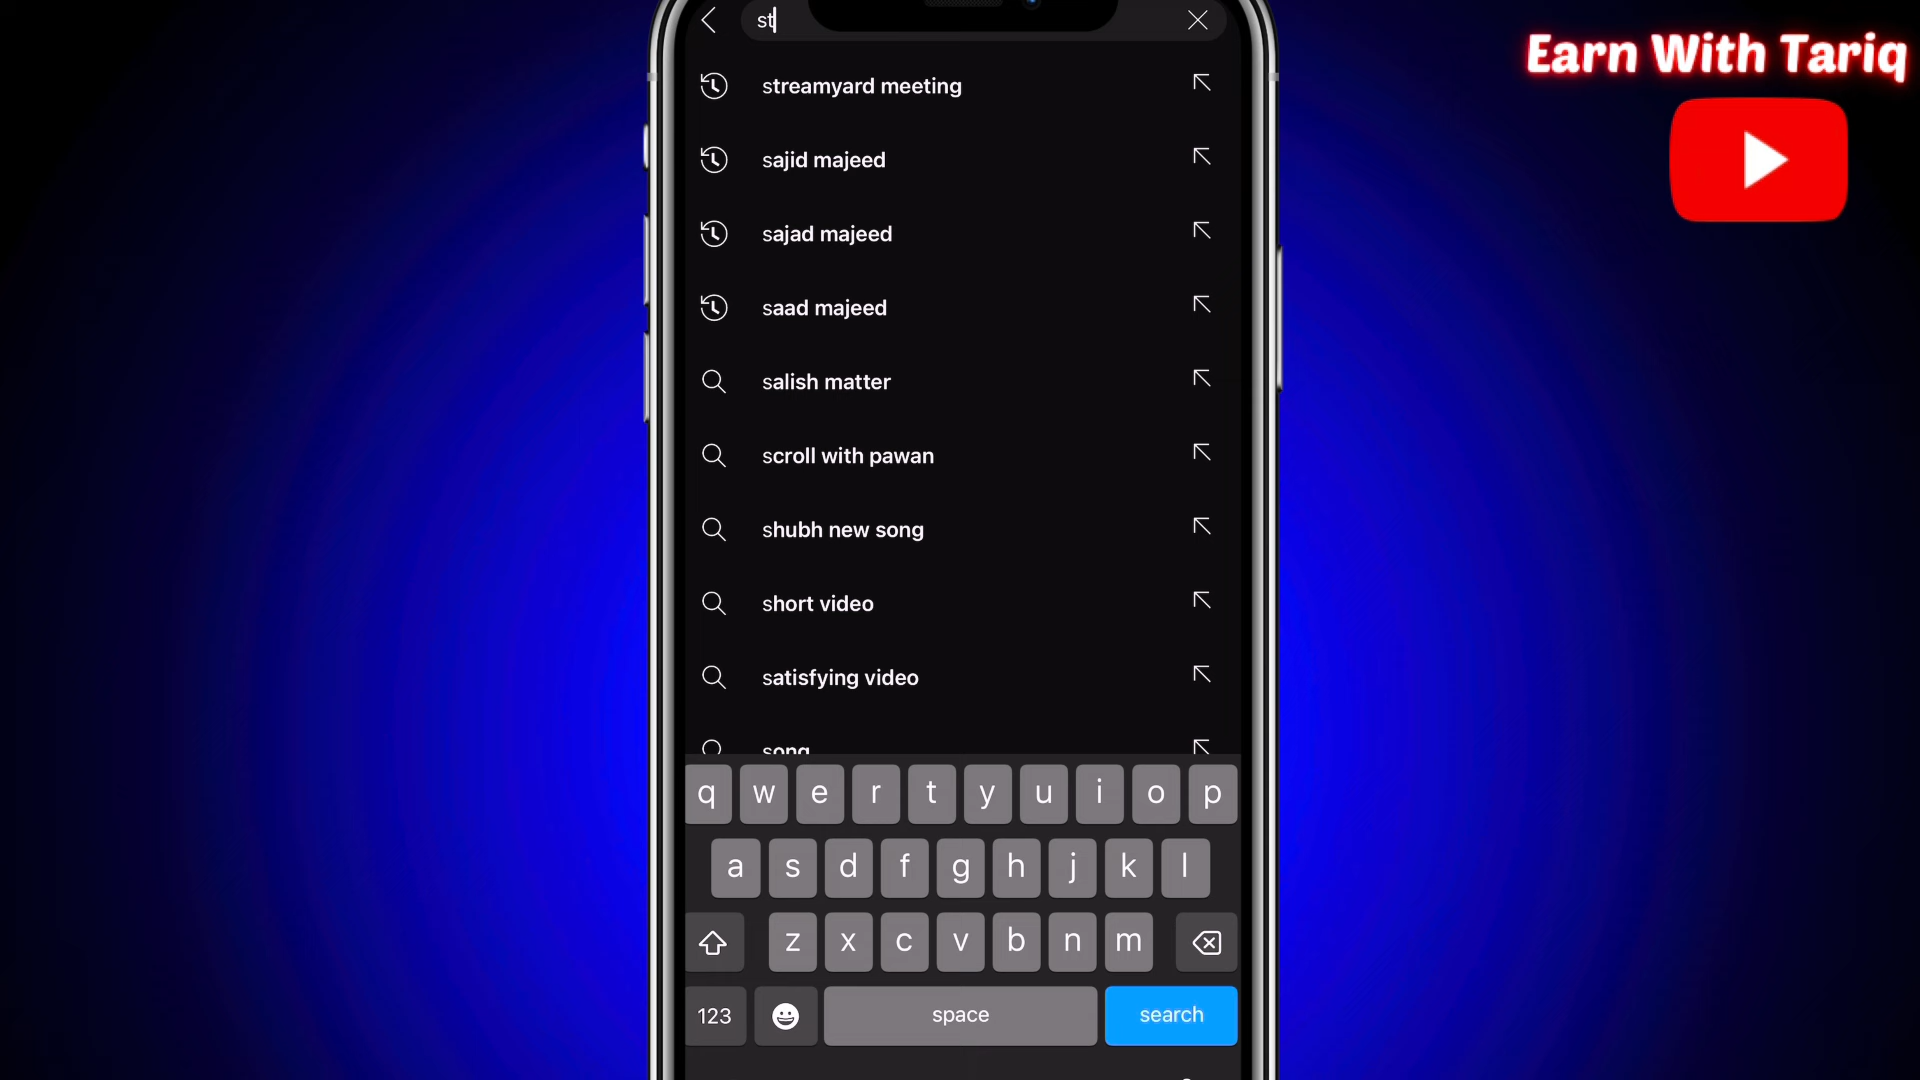 st
Earn With Tariq
streamyard meeting
sajid majeed
sajad majeed
saad majeed
salish matter
scroll with pawan
shubh new song
short video
satisfying video
song
q w e r t y u i o p
a s d f g h j k l
z x c v b n m
123 space search